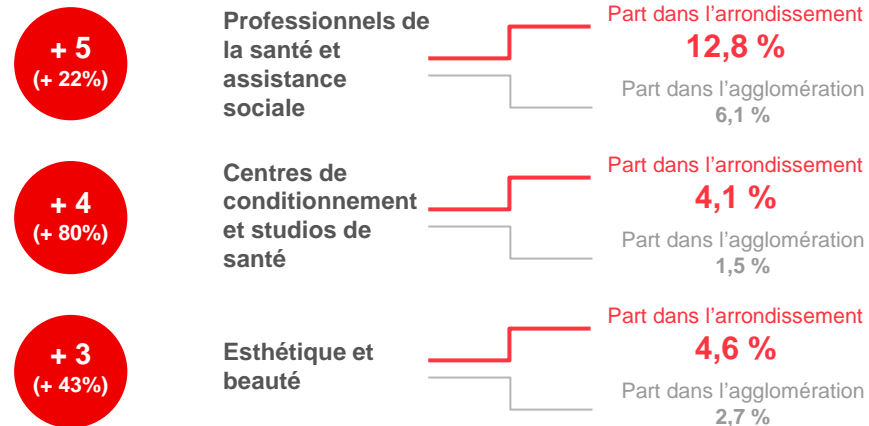 + 5
(+ 22%)
Professionnels de
la santé et
assistance
sociale
Part dans l'arrondissement
12,8 %
Part dans l'agglomération
6,1 %
+ 4
(+ 80%)
Centres de
conditionnement
et studios de
santé
Part dans l'arrondissement
4,1 %
Part dans l'agglomération
1,5 %
+ 3
(+ 43%)
Esthétique et
beauté
Part dans l'arrondissement
4,6 %
Part dans l'agglomération
2,7 %